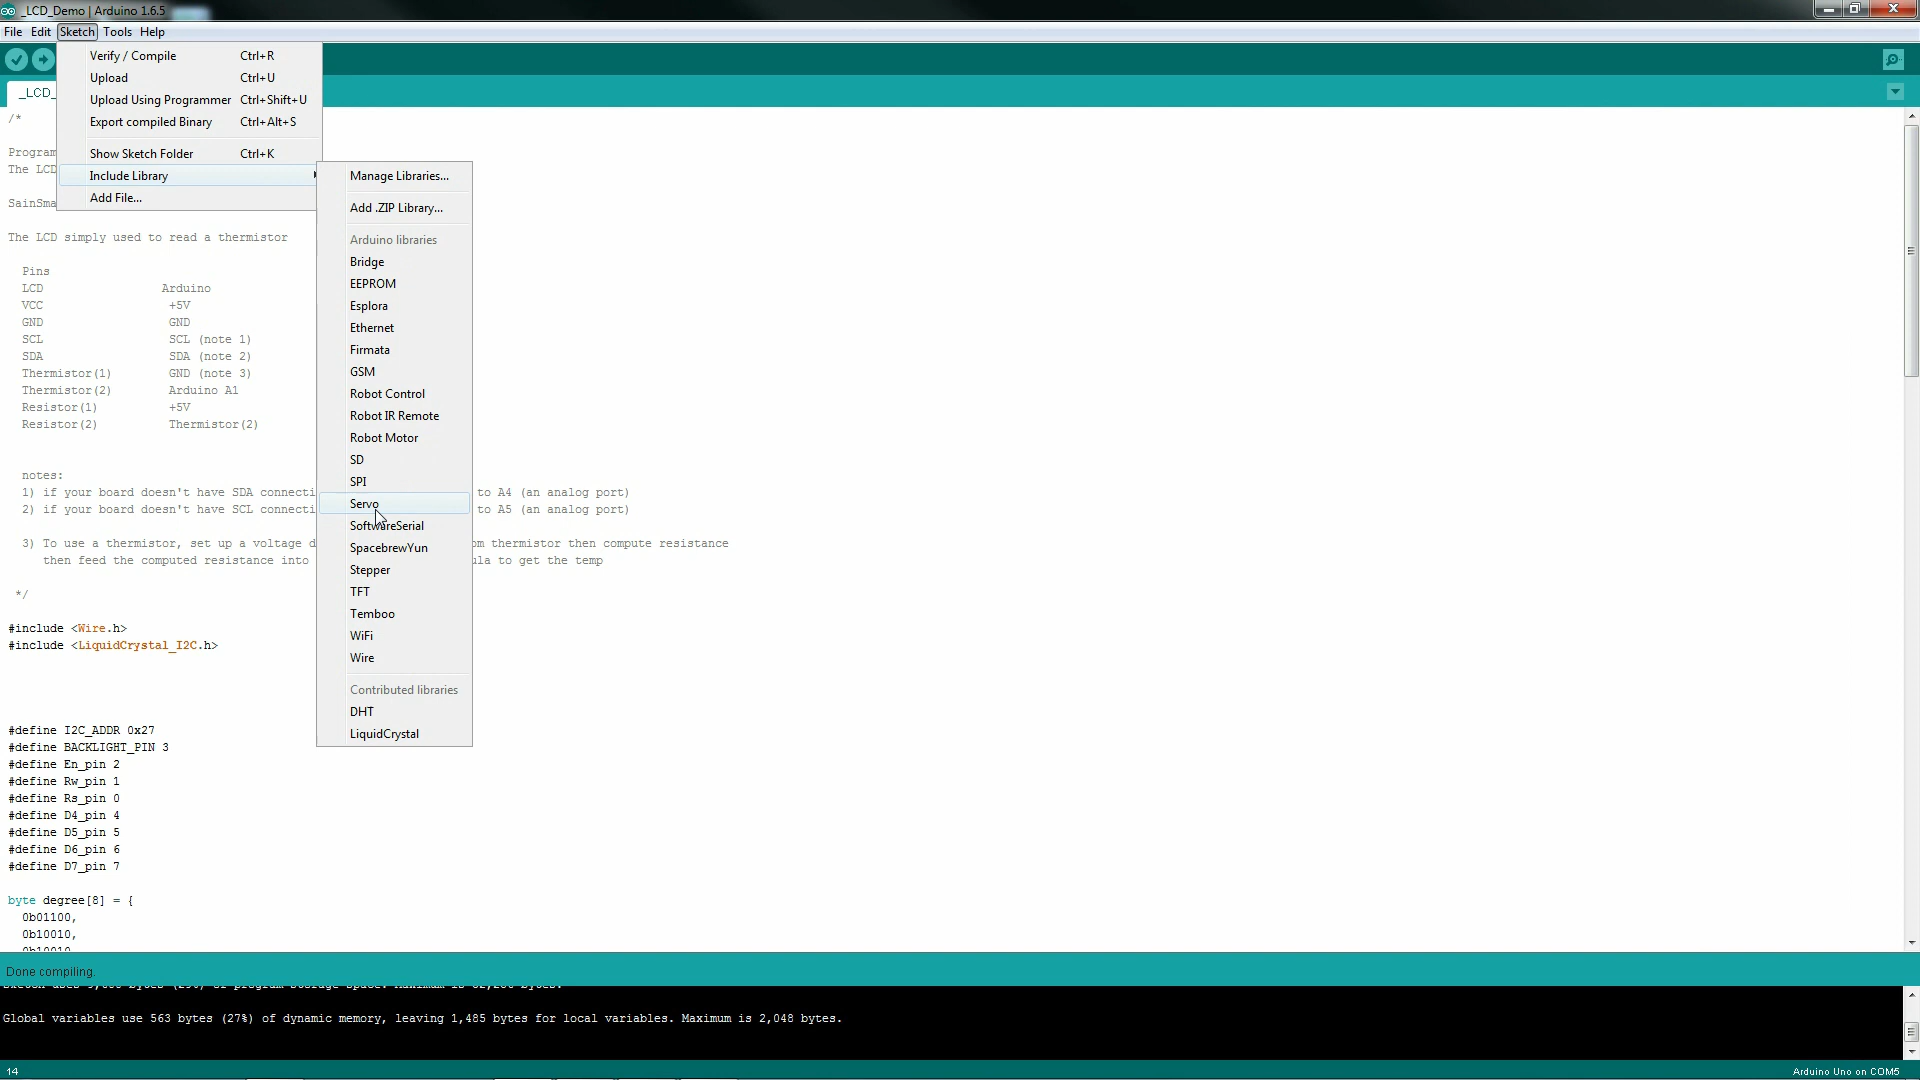 _LCD_Demo | Arduino 1.6.5
File Edit Sketch Tools Help
Verify / Compile Ctrl+R
Upload Ctrl+U
Upload Using Programmer Ctrl+Shift+U
Export compiled Binary Ctrl+Alt+S
Show Sketch Folder Ctrl+K
Include Library
Add File...
Manage Libraries...
Add .ZIP Library...
Arduino libraries
Bridge
EEPROM
Esplora
Ethernet
Firmata
GSM
Robot Control
Robot IR Remote
Robot Motor
SD
SPI
Servo
SoftwareSerial
SpacebrewYun
Stepper
TFT
Temboo
WiFi
Wire
Contributed libraries
DHT
LiquidCrystal
_LCD_
/*
Program
The LCD
SainSma
The LCD simply used to read a thermistor
Pins
LCD Arduino
VCC +5V
GND GND
SCL SCL (note 1)
SDA SDA (note 2)
Thermistor(1) GND (note 3)
Thermistor(2) Arduino A1
Resistor(1) +5V
Resistor(2) Thermistor(2)
notes:
1) if your board doesn't have SDA connecti to A4 (an analog port)
2) if your board doesn't have SCL connecti to A5 (an analog port)
3) To use a thermistor, set up a voltage d om thermistor then compute resistance
then feed the computed resistance into ula to get the temp
*/
#include <Wire.h>
#include <LiquidCrystal_I2C.h>
#define I2C_ADDR 0x27
#define BACKLIGHT_PIN 3
#define En_pin 2
#define Rw_pin 1
#define Rs_pin 0
#define D4_pin 4
#define D5_pin 5
#define D6_pin 6
#define D7_pin 7
byte degree[8] = {
0b01100,
0b10010,
0b10010,
Done compiling.
Global variables use 563 bytes (27%) of dynamic memory, leaving 1,485 bytes for local variables. Maximum is 2,048 bytes.
14
Arduino Uno on COM5